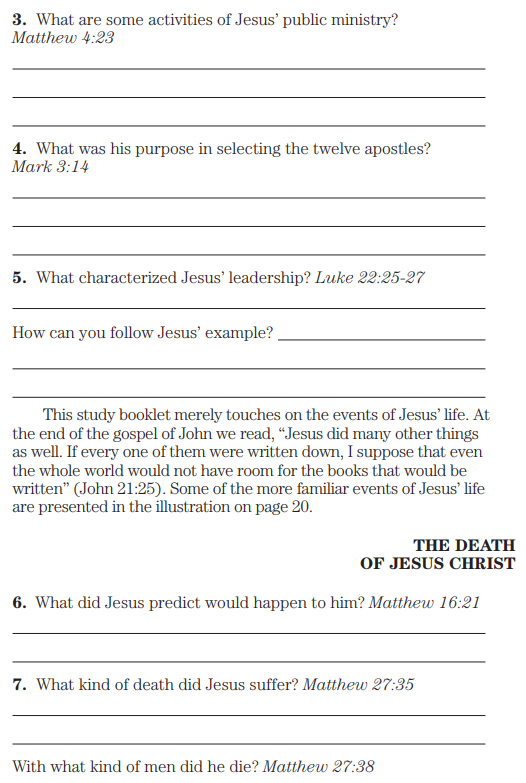 3. What are some activities of Jesus’ public ministry?
Matthew 4:23
4. What was his purpose in selecting the twelve apostles?
Mark 3:14
5. What characterized Jesus’ leadership? Luke 22:25-27
How can you follow Jesus’ example?
This study booklet merely touches on the events of Jesus’ life. At
the end of the gospel of John we read, “Jesus did many other things
as well. If every one of them were written down, I suppose that even
the whole world would not have room for the books that would be
written” (John 21:25). Some of the more familiar events of Jesus’ life
are presented in the illustration on page 20.
THE DEATH
OF JESUS CHRIST
6. What did Jesus predict would happen to him? Matthew 16:21
7. What kind of death did Jesus suffer? Matthew 27:35
With what kind of men did he die? Matthew 27:38